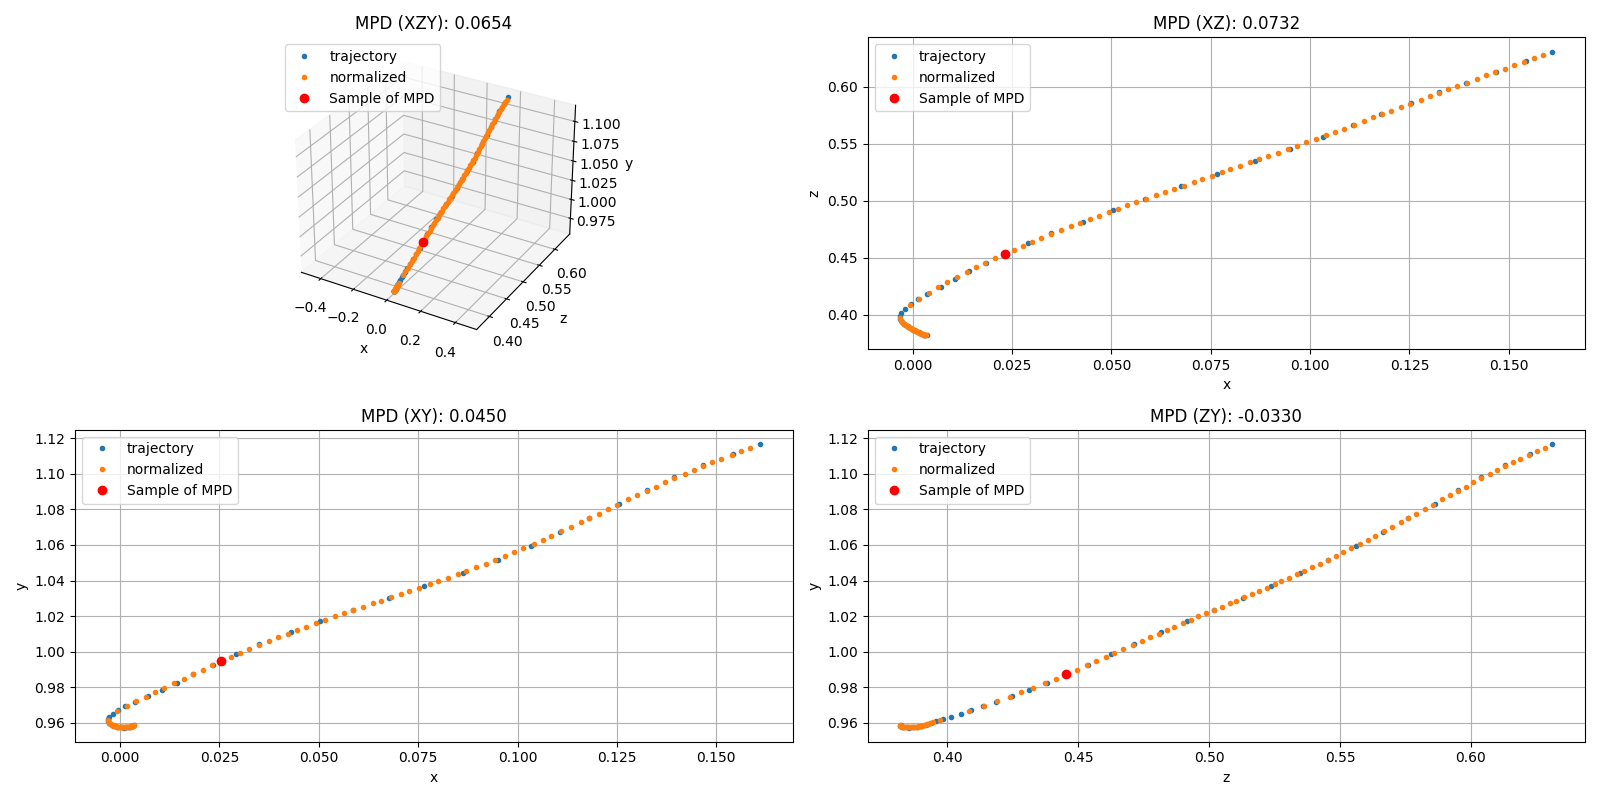 MPD (XZY): 0.0654
trajectory
normalized
Sample of MPD
1.100
1.075
1.050
1.025
1.000
0.975
y
−0.4
−0.2
0.0
0.2
0.4
x
0.40
0.45
0.50
0.55
0.60
z
MPD (XZ): 0.0732
trajectory
normalized
Sample of MPD
0.60
0.55
0.50
0.45
0.40
z
0.000 0.025 0.050 0.075 0.100 0.125 0.150
x
MPD (XY): 0.0450
trajectory
normalized
Sample of MPD
1.12
1.10
1.08
1.06
1.04
1.02
1.00
0.98
0.96
y
0.000 0.025 0.050 0.075 0.100 0.125 0.150
x
MPD (ZY): -0.0330
trajectory
normalized
Sample of MPD
1.12
1.10
1.08
1.06
1.04
1.02
1.00
0.98
0.96
y
0.40 0.45 0.50 0.55 0.60
z